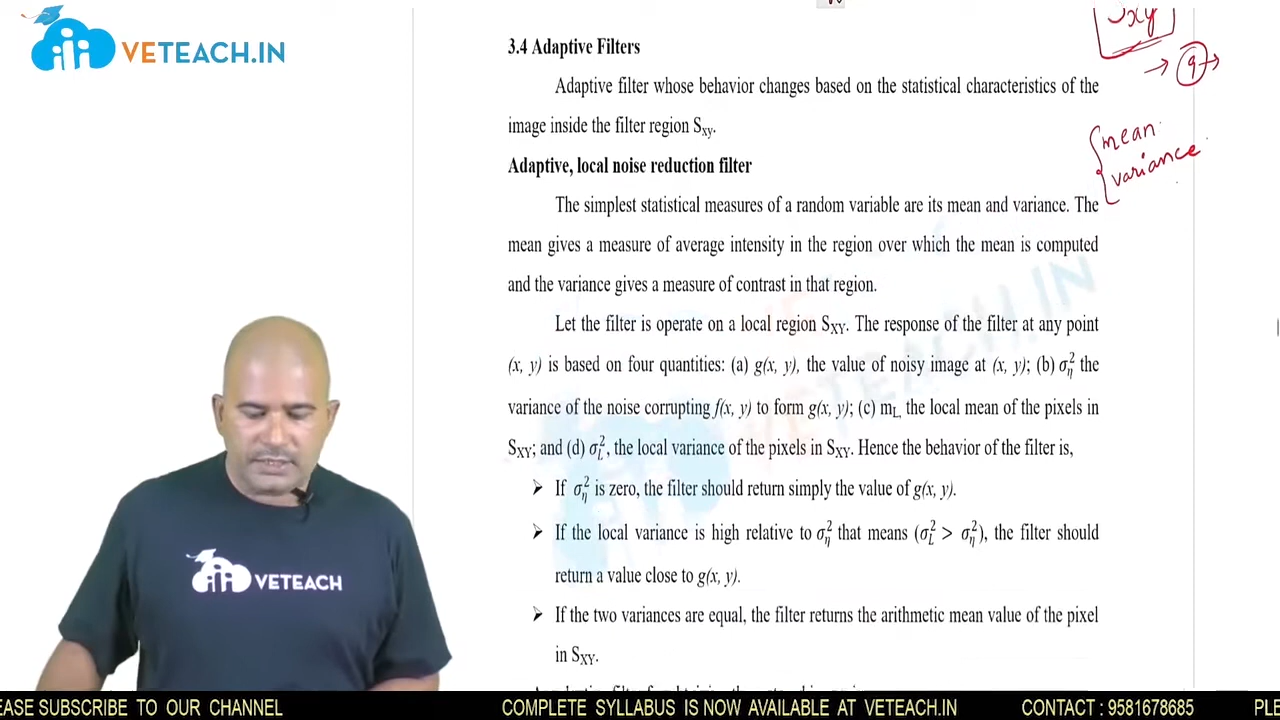 VETEACH.IN
Sxy
9
3.4 Adaptive Filters
Adaptive filter whose behavior changes based on the statistical characteristics of the
image inside the filter region Sxy.
mean
variance
Adaptive, local noise reduction filter
The simplest statistical measures of a random variable are its mean and variance. The
mean gives a measure of average intensity in the region over which the mean is computed
and the variance gives a measure of contrast in that region.
Let the filter is operate on a local region SXY. The response of the filter at any point
(x, y) is based on four quantities: (a) g(x, y), the value of noisy image at (x, y); (b) σ²η the
variance of the noise corrupting f(x, y) to form g(x, y); (c) mL, the local mean of the pixels in
SXY; and (d) σ²L, the local variance of the pixels in SXY. Hence the behavior of the filter is,
➢ If σ²η is zero, the filter should return simply the value of g(x, y).
➢ If the local variance is high relative to σ²η that means (σ²L > σ²η), the filter should
return a value close to g(x, y).
➢ If the two variances are equal, the filter returns the arithmetic mean value of the pixel
in SXY.
VETEACH.IN
VETEACH
EASE SUBSCRIBE TO OUR CHANNEL COMPLETE SYLLABUS IS NOW AVAILABLE AT VETEACH.IN CONTACT : 9581678685 PLE